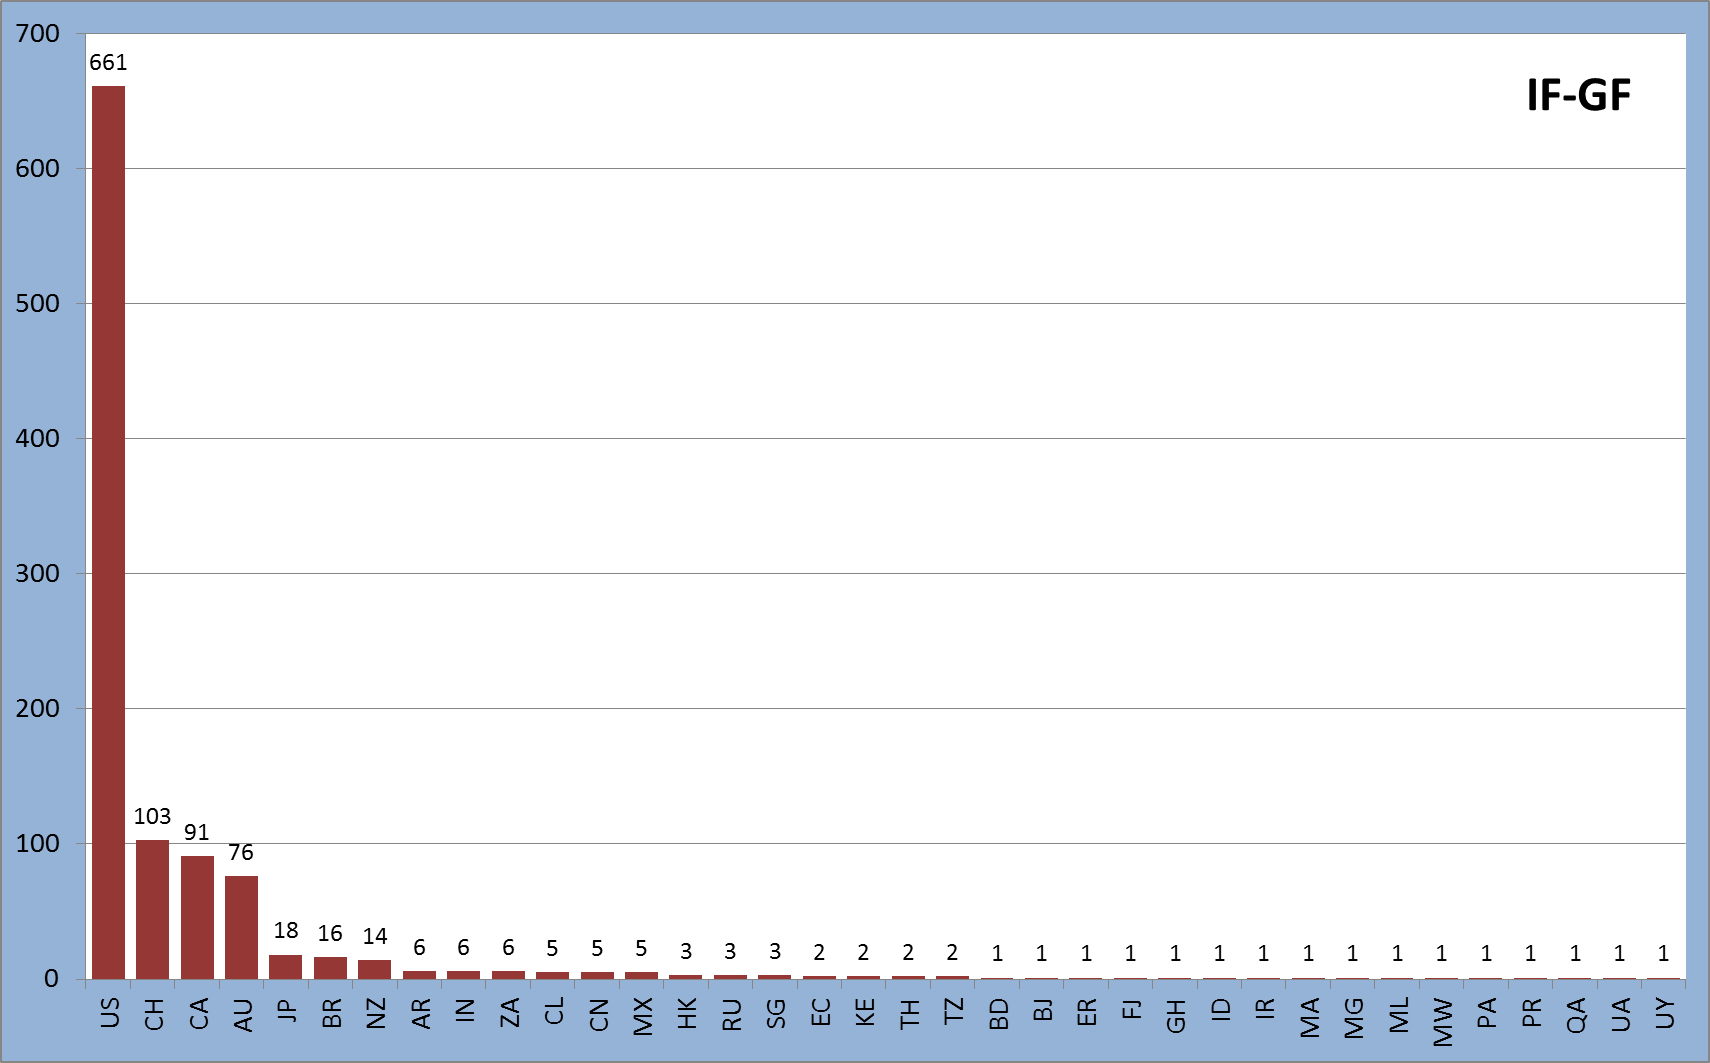 IF-GF
700
600
500
400
300
200
100
0
661 103 91 76 18 16 14 6 6 6 5 5 5 3 3 3 2 2 2 2 1 1 1 1 1 1 1 1 1 1 1 1 1 1 1 1
US CH CA AU JP BR NZ AR IN ZA CL CN MX HK RU SG EC KE TH TZ BD BJ ER FJ GH ID IR MA MG ML MW PA PR QA UA UY